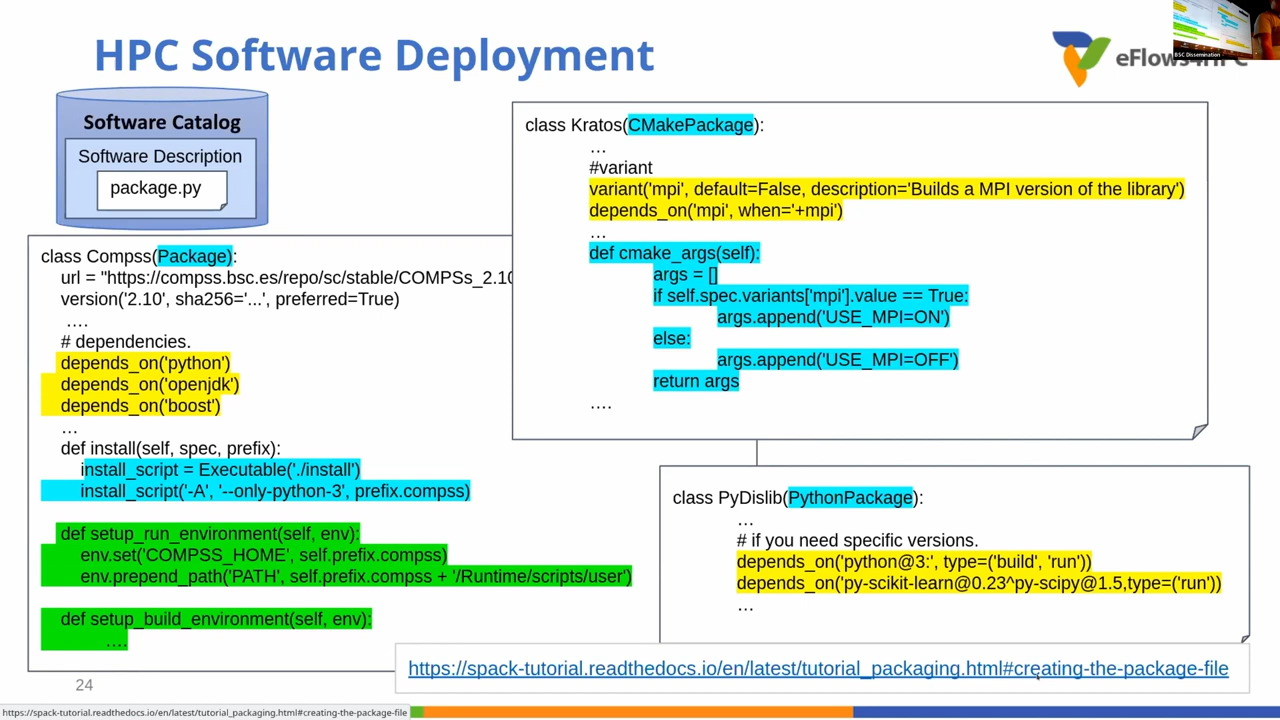 HPC Software Deployment
BSC Dissemination
eFlows4HPC
Software Catalog
Software Description
package.py
class Compss(Package):
url = "https://compss.bsc.es/repo/sc/stable/COMPSs_2.10
version('2.10', sha256='...', preferred=True)
....
# dependencies.
depends_on('python')
depends_on('openjdk')
depends_on('boost')
...
def install(self, spec, prefix):
install_script = Executable('./install')
install_script('-A', '--only-python-3', prefix.compss)
def setup_run_environment(self, env):
env.set('COMPSS_HOME', self.prefix.compss)
env.prepend_path('PATH', self.prefix.compss + '/Runtime/scripts/user')
def setup_build_environment(self, env):
....
class Kratos(CMakePackage):
...
#variant
variant('mpi', default=False, description='Builds a MPI version of the library')
depends_on('mpi', when='+mpi')
...
def cmake_args(self):
args = []
if self.spec.variants['mpi'].value == True:
args.append('USE_MPI=ON')
else:
args.append('USE_MPI=OFF')
return args
....
class PyDislib(PythonPackage):
...
# if you need specific versions.
depends_on('python@3:', type=('build', 'run'))
depends_on('py-scikit-learn@0.23^py-scipy@1.5,type=('run'))
...
https://spack-tutorial.readthedocs.io/en/latest/tutorial_packaging.html#creating-the-package-file
24
https://spack-tutorial.readthedocs.io/en/latest/tutorial_packaging.html#creating-the-package-file